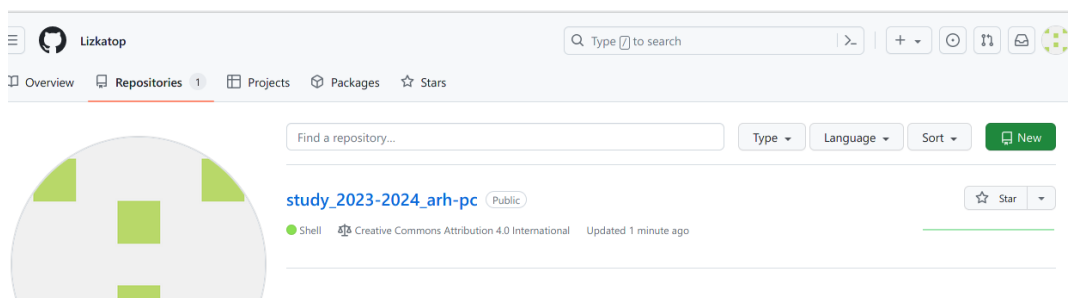 Lizkatop
Type / to search
Overview Repositories 1 Projects Packages Stars
Find a repository...
Type Language Sort New
study_2023-2024_arh-pc Public
Star
Shell Creative Commons Attribution 4.0 International Updated 1 minute ago